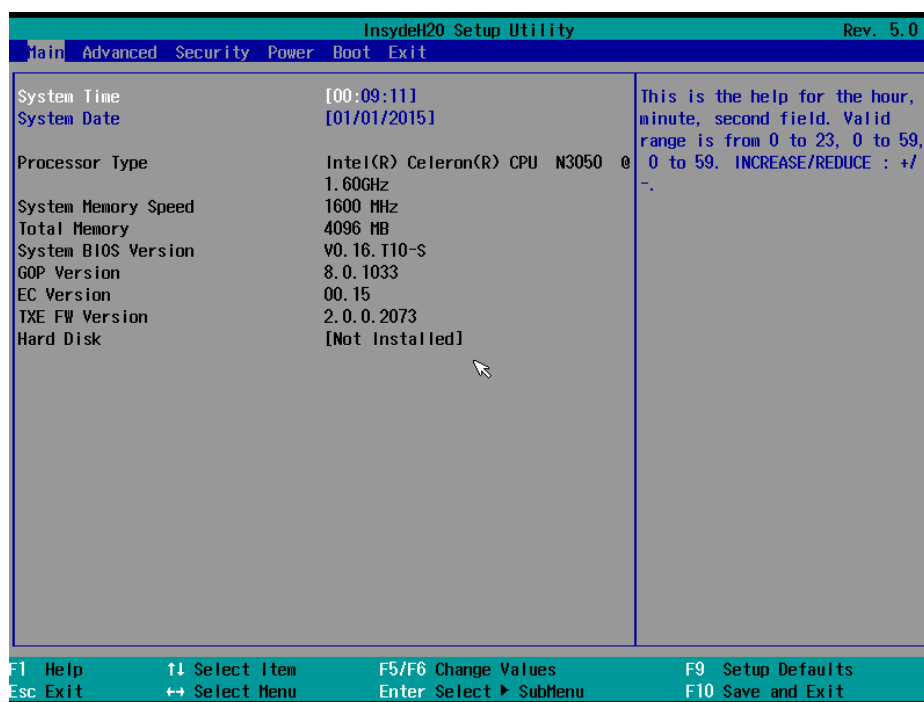 InsydeH20 Setup Utility Rev. 5.0
Main Advanced Security Power Boot Exit
System Time [00:09:11]
System Date [01/01/2015]
Processor Type Intel(R) Celeron(R) CPU N3050 @
1.60GHz
System Memory Speed 1600 MHz
Total Memory 4096 MB
System BIOS Version V0.16.T10-S
GOP Version 8.0.1033
EC Version 00.15
TXE FW Version 2.0.0.2073
Hard Disk [Not Installed]
This is the help for the hour,
minute, second field. Valid
range is from 0 to 23, 0 to 59,
0 to 59. INCREASE/REDUCE : +/
-.
F1 Help ↑↓ Select Item F5/F6 Change Values F9 Setup Defaults
Esc Exit ↔ Select Menu Enter Select ▶ SubMenu F10 Save and Exit